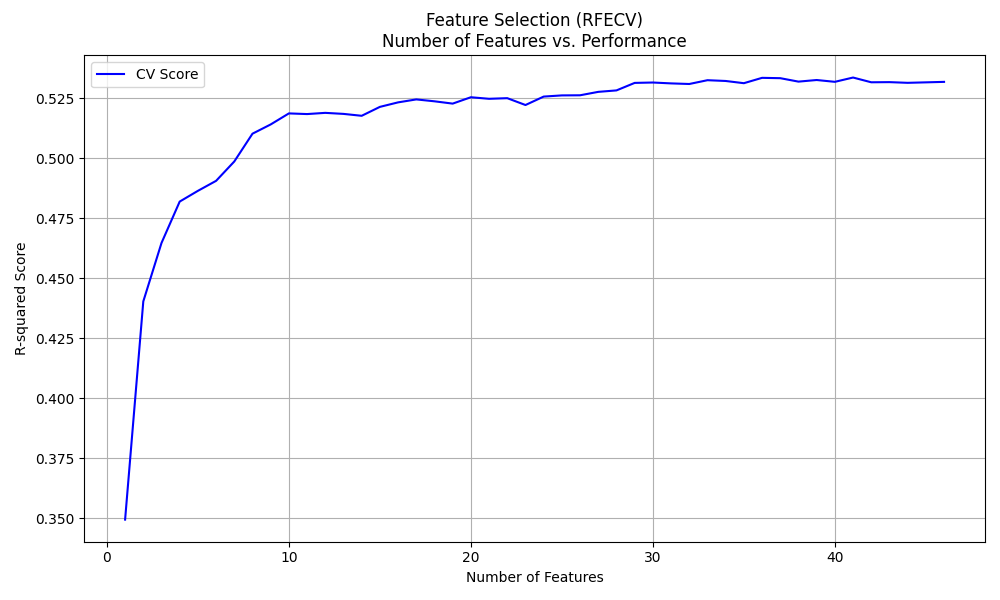 Feature Selection (RFECV)
Number of Features vs. Performance
CV Score
R-squared Score
0.525
0.500
0.475
0.450
0.425
0.400
0.375
0.350
0 10 20 30 40
Number of Features